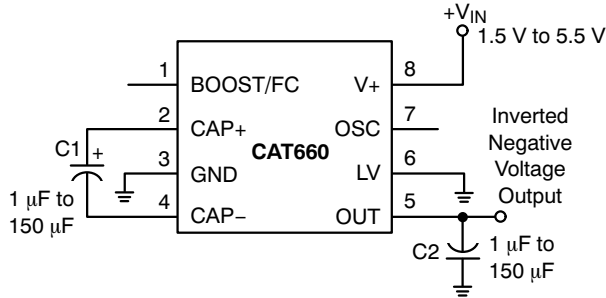 +VIN
1.5 V to 5.5 V
1
BOOST/FC
V+
8
2
CAP+
OSC
7
CAT660
3
GND
LV
6
4
CAP−
OUT
5
C1
+
1 μF to
150 μF
Inverted
Negative
Voltage
Output
C2
1 μF to
150 μF